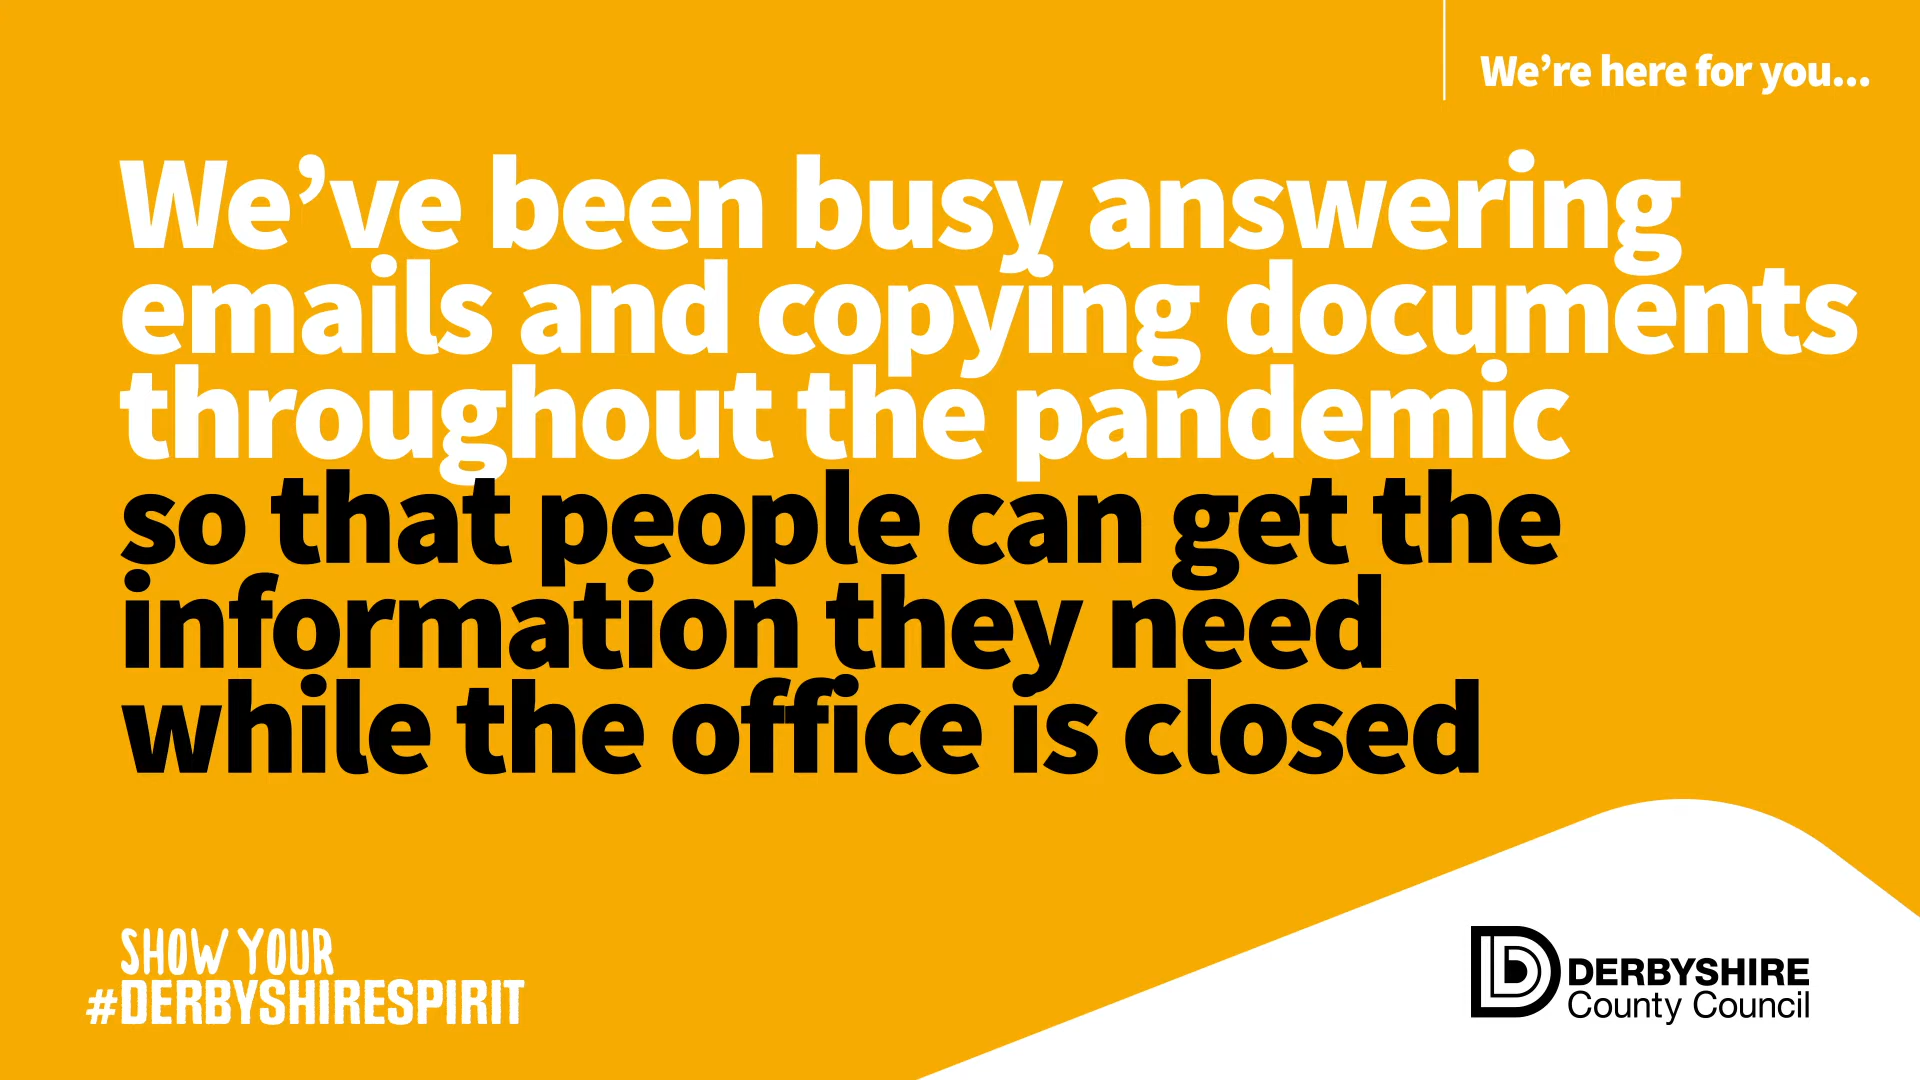 We’re here for you...
We’ve been busy answering
emails and copying documents
throughout the pandemic
so that people can get the
information they need
while the office is closed
SHOW YOUR
#DERBYSHIRESPIRIT
DERBYSHIRE
County Council